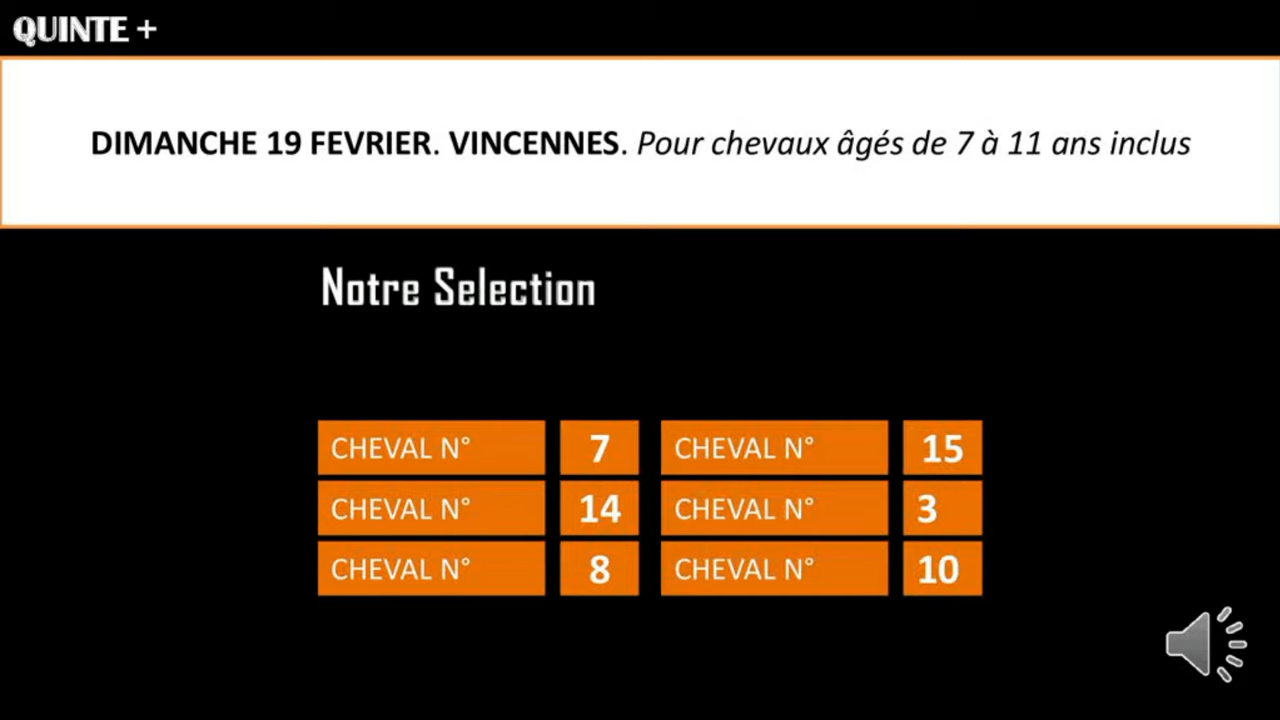 QUINTE +
DIMANCHE 19 FEVRIER. VINCENNES. Pour chevaux âgés de 7 à 11 ans inclus
Notre Selection
CHEVAL N° 7 CHEVAL N° 15
CHEVAL N° 14 CHEVAL N° 3
CHEVAL N° 8 CHEVAL N° 10